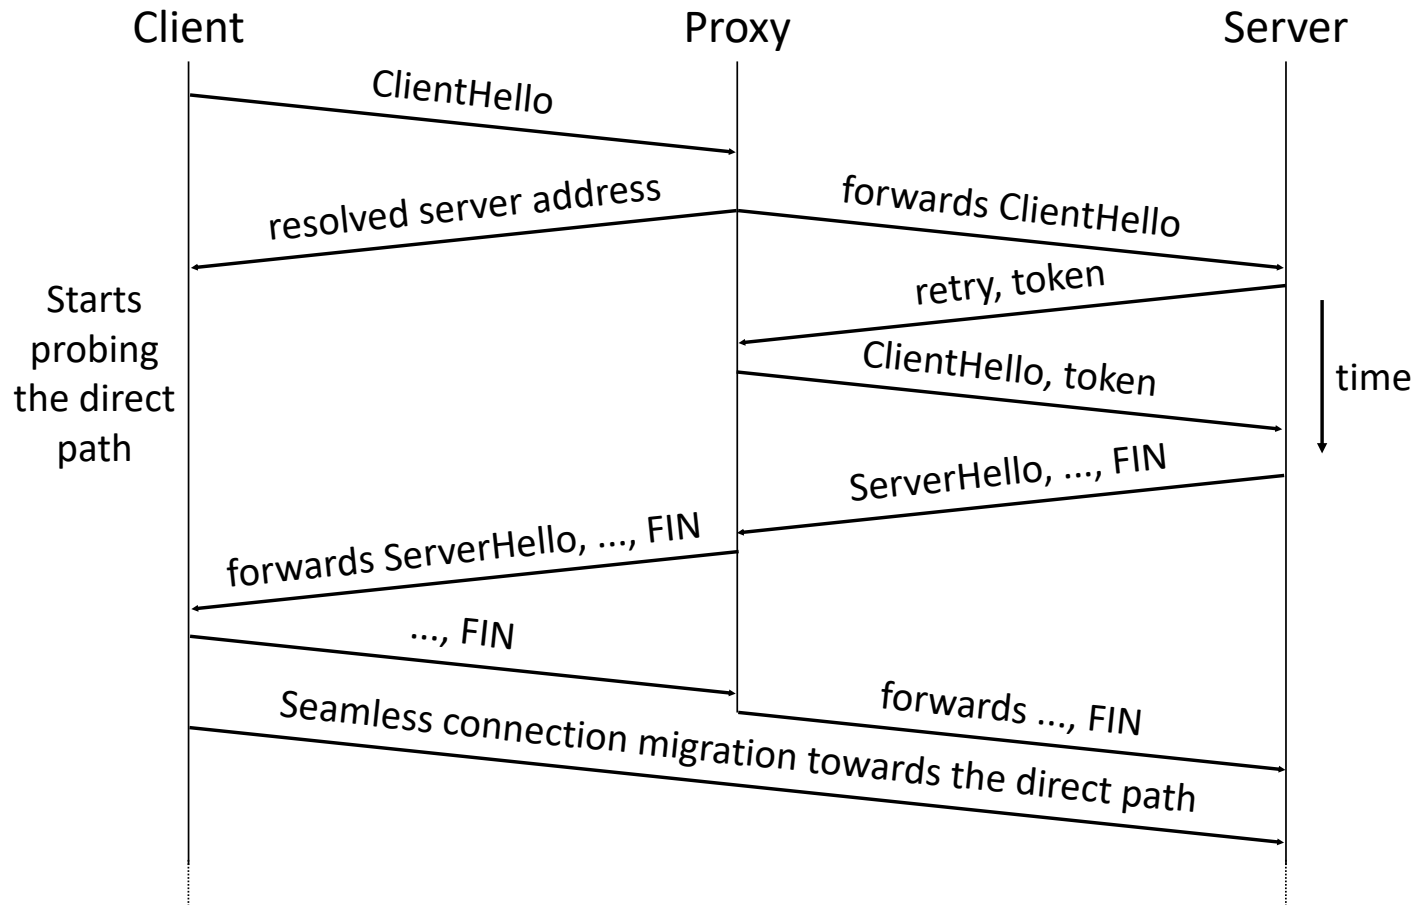 Client
Proxy
Server
ClientHello
resolved server address
forwards ClientHello
retry, token
Starts
probing
the direct
path
ClientHello, token
time
ServerHello, ..., FIN
forwards ServerHello, ..., FIN
..., FIN
forwards ..., FIN
Seamless connection migration towards the direct path